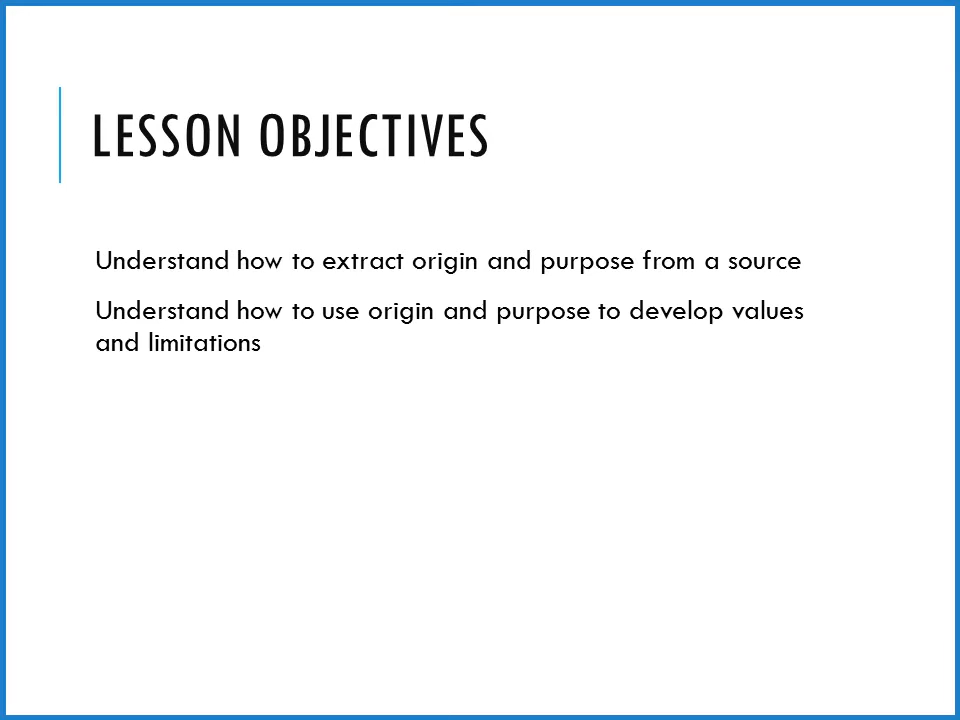 LESSON OBJECTIVES
Understand how to extract origin and purpose from a source
Understand how to use origin and purpose to develop values
and limitations